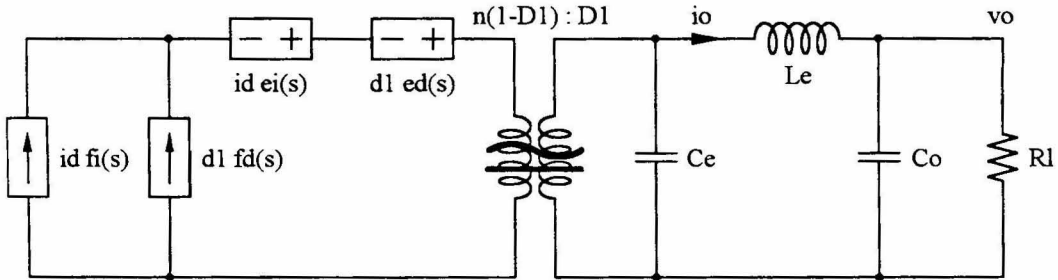 n(1-D1) : D1
io
vo
id ei(s)
d1 ed(s)
Le
id fi(s)
d1 fd(s)
Ce
Co
Rl